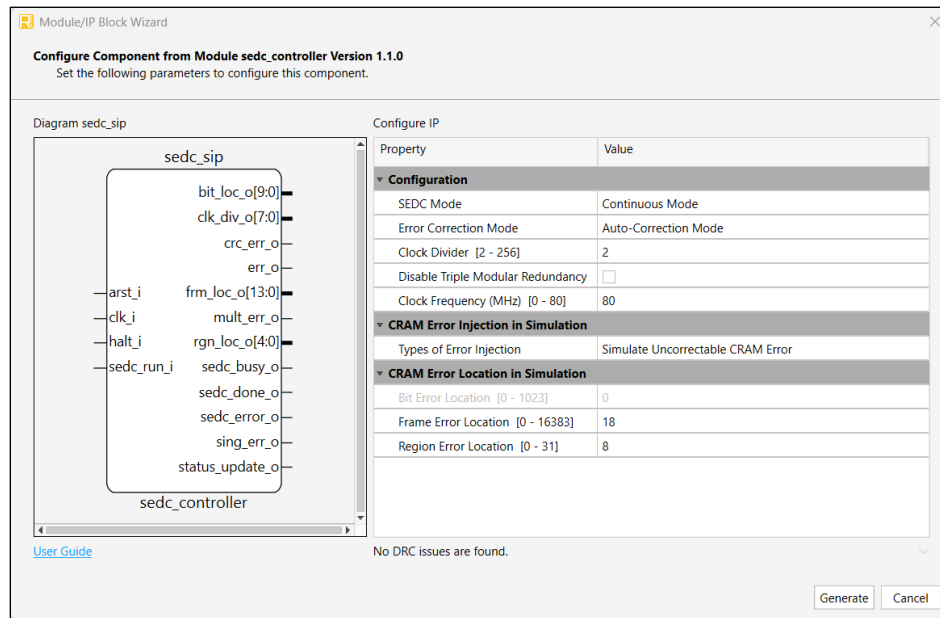 Module/IP Block Wizard
Configure Component from Module sedc_controller Version 1.1.0
Set the following parameters to configure this component.
Diagram sedc_sip
sedc_sip
bit_loc_o[9:0]
clk_div_o[7:0]
crc_err_o
err_o
arst_i frm_loc_o[13:0]
clk_i mult_err_o
halt_i rgn_loc_o[4:0]
sedc_run_i sedc_busy_o
sedc_done_o
sedc_error_o
sing_err_o
status_update_o
sedc_controller
User Guide
Configure IP
Property Value
Configuration
SEDC Mode Continuous Mode
Error Correction Mode Auto-Correction Mode
Clock Divider [2 - 256] 2
Disable Triple Modular Redundancy
Clock Frequency (MHz) [0 - 80] 80
CRAM Error Injection in Simulation
Types of Error Injection Simulate Uncorrectable CRAM Error
CRAM Error Location in Simulation
Bit Error Location [0 - 1023] 0
Frame Error Location [0 - 16383] 18
Region Error Location [0 - 31] 8
No DRC issues are found.
Generate Cancel